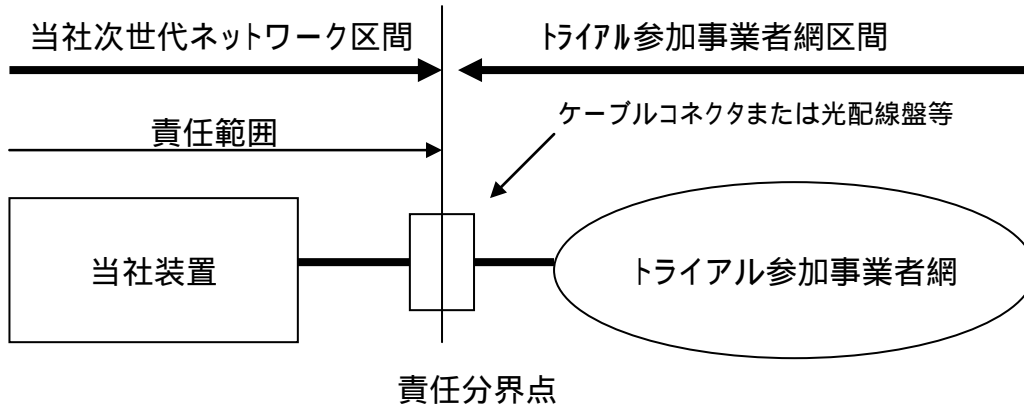 当社次世代ネットワーク区間
トライアル参加事業者網区間
ケーブルコネクタまたは光配線盤等
責任範囲
当社装置
トライアル参加事業者網
責任分界点